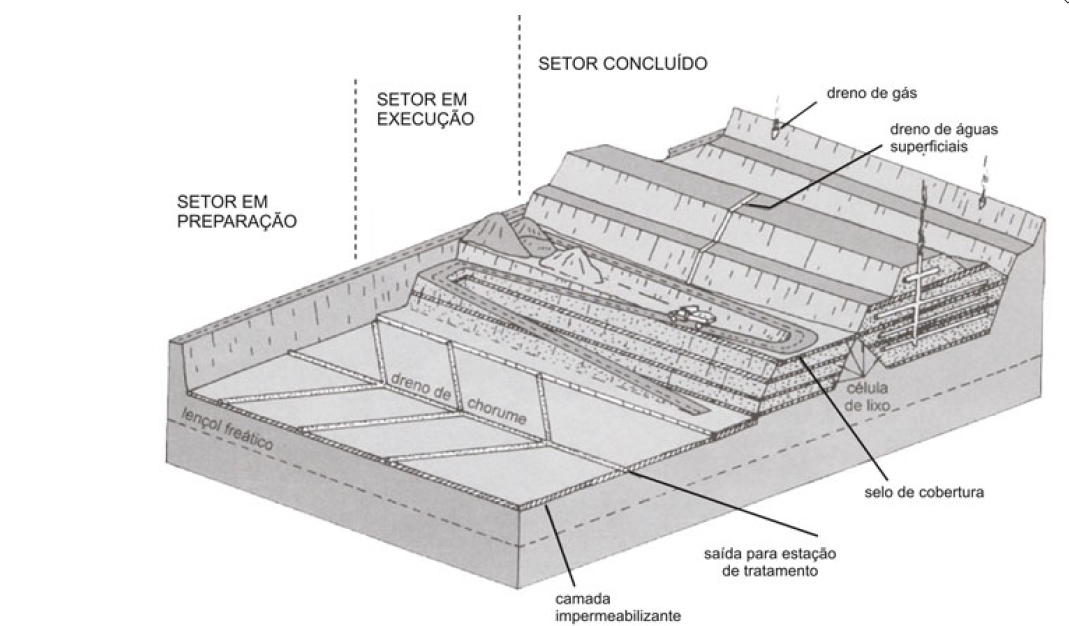 SETOR CONCLUÍDO
SETOR EM
EXECUÇÃO
SETOR EM
PREPARAÇÃO
dreno de gás
dreno de águas
superficiais
dreno de chorume
lençol freático
célula
de lixo
selo de cobertura
saída para estação
de tratamento
camada
impermeabilizante